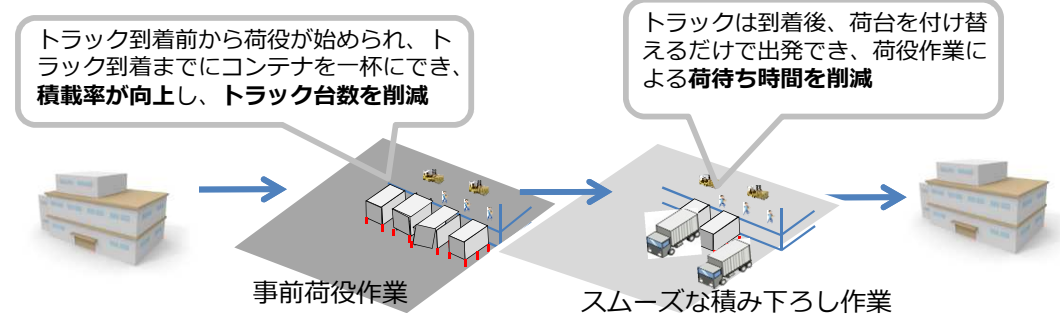 トラック到着前から荷役が始められ、ト
ラック到着までにコンテナを一杯にでき、
積載率が向上し、トラック台数を削減
トラックは到着後、荷台を付け替
えるだけで出発でき、荷役作業に
よる荷待ち時間を削減
事前荷役作業
スムーズな積み下ろし作業